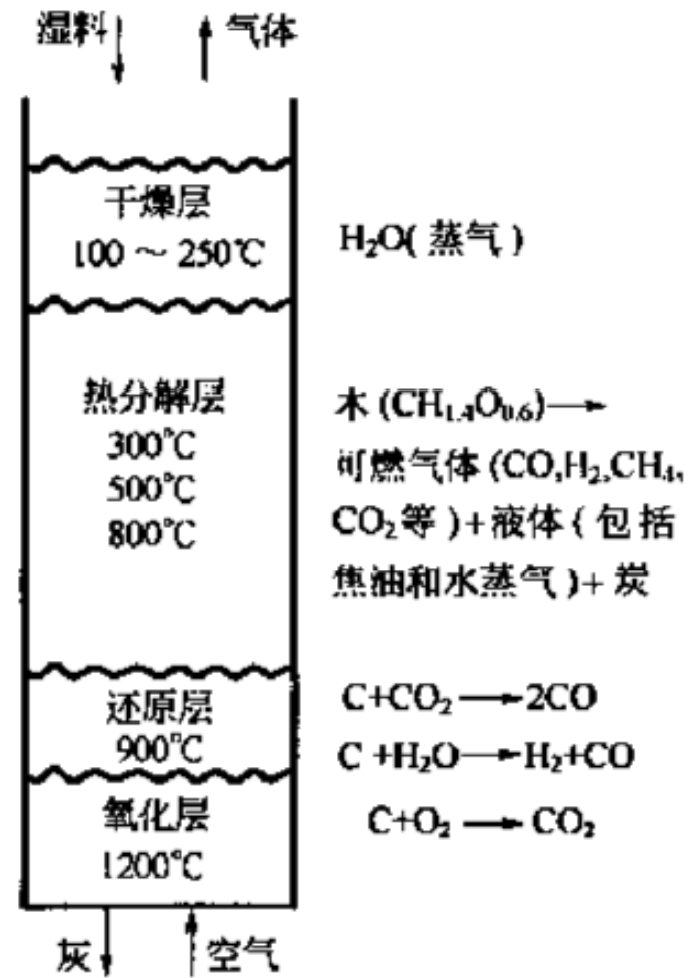 湿料 气体
干燥层
100 ~ 250℃
H₂O(蒸气)
热分解层
300℃
500℃
800℃
木 (CH₁.₄O₀.₆)→
可燃气体(CO,H₂,CH₄,
CO₂等)+液体(包括
焦油和水蒸气)+炭
还原层
900℃
C+CO₂→2CO
C+H₂O→H₂+CO
氧化层
1200℃
C+O₂→CO₂
灰 空气